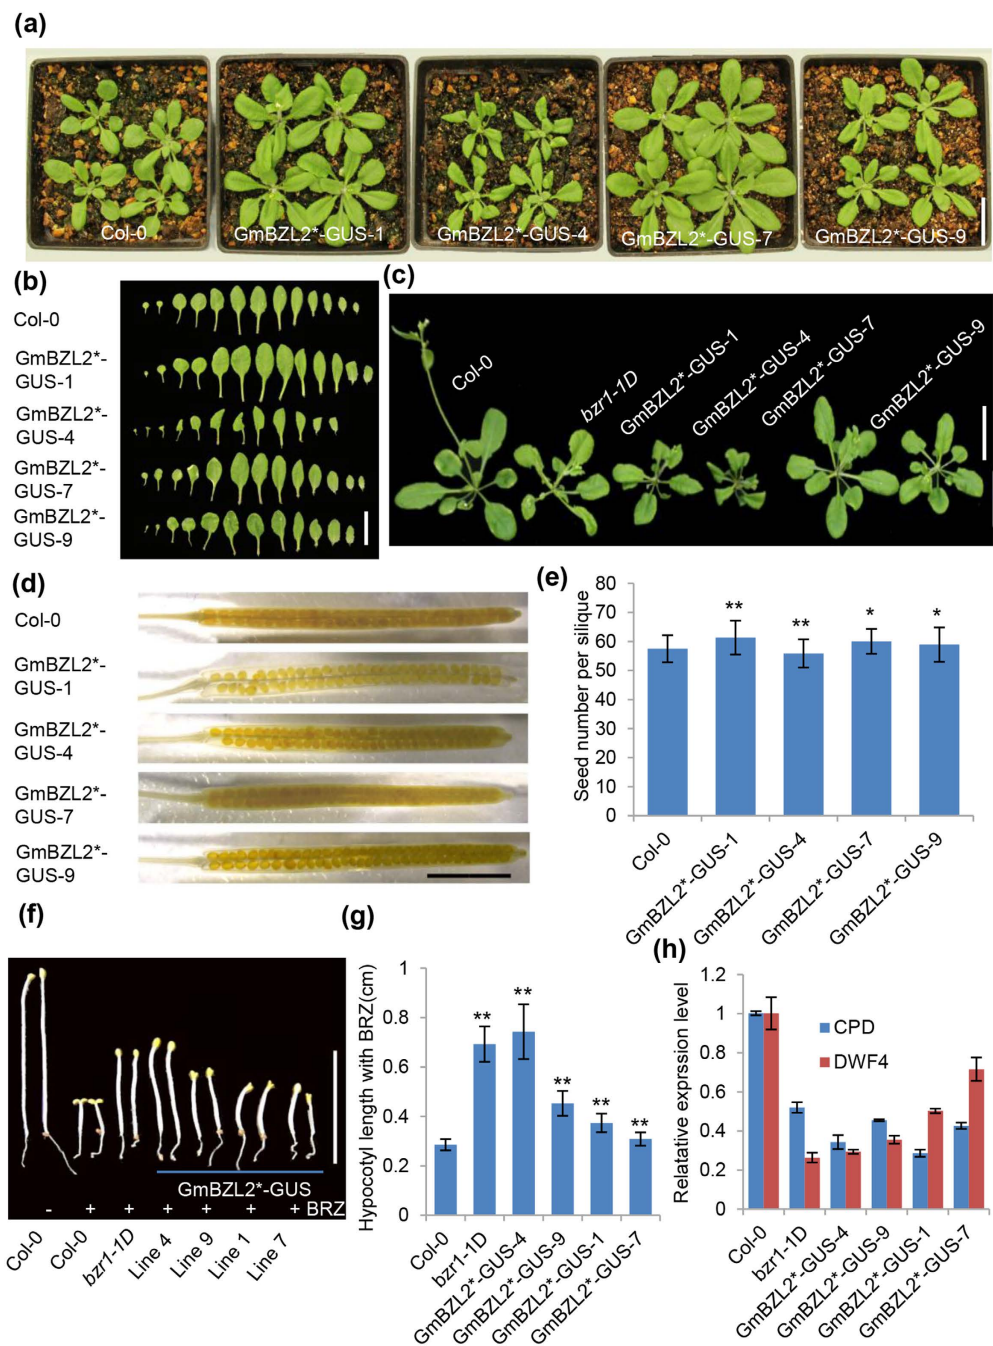 (a)
Col-0
GmBZL2*-GUS-1
GmBZL2*-GUS-4
GmBZL2*-GUS-7
GmBZL2*-GUS-9
(b)
Col-0
GmBZL2*-
GUS-1
GmBZL2*-
GUS-4
GmBZL2*-
GUS-7
GmBZL2*-
GUS-9
(c)
Col-0
bzr1-1D
GmBZL2*-GUS-1
GmBZL2*-GUS-4
GmBZL2*-GUS-7
GmBZL2*-GUS-9
(d)
Col-0
GmBZL2*-
GUS-1
GmBZL2*-
GUS-4
GmBZL2*-
GUS-7
GmBZL2*-
GUS-9
(e)
Seed number per silique
80
70
60
50
40
30
20
10
0
**
**
*
*
Col-0
GmBZL2*-GUS-1
GmBZL2*-GUS-4
GmBZL2*-GUS-7
GmBZL2*-GUS-9
(f)
GmBZL2*-GUS
- + + + + + + BRZ
Col-0
Col-0
bzr1-1D
Line 4
Line 9
Line 1
Line 7
(g)
Hypocotyl length with BRZ(cm)
1
0.8
0.6
0.4
0.2
0
**
**
**
**
**
Col-0
bzr1-1D
GmBZL2*-GUS-4
GmBZL2*-GUS-9
GmBZL2*-GUS-1
GmBZL2*-GUS-7
(h)
Relatative exprssion level
1.2
1
0.8
0.6
0.4
0.2
0
CPD
DWF4
Col-0
bzr1-1D
GmBZL2*-GUS-4
GmBZL2*-GUS-9
GmBZL2*-GUS-1
GmBZL2*-GUS-7